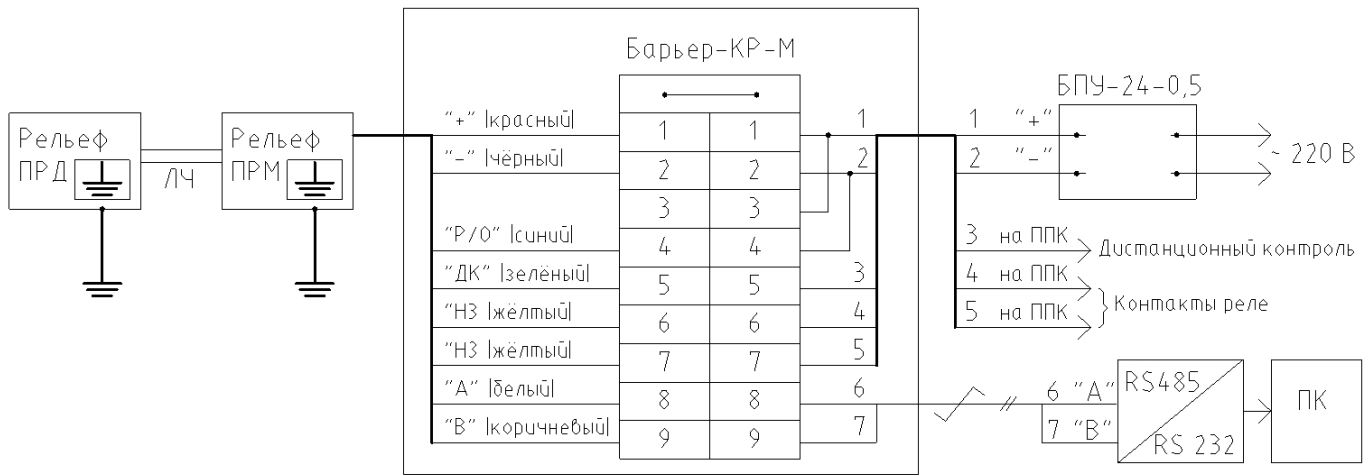 Барьер-КР-М
БПУ-24-0,5
Рельеф
ПРД
ЛЧ
Рельеф
ПРМ
"+" |красный|
"-" |чёрный|
"Р/О" |синий|
"ДК" |зелёный|
"НЗ |жёлтый|
"НЗ |жёлтый|
"А" |белый|
"В" |коричневый|
1 1
2 2
3 3
4 4
5 5
6 6
7 7
8 8
9 9
1
2
3
4
5
6
7
1 "+"
2 "-"
~ 220 В
3 на ППК
Дистанционный контроль
4 на ППК
5 на ППК
Контакты реле
6 "А"
7 "В"
RS485
RS 232
ПК